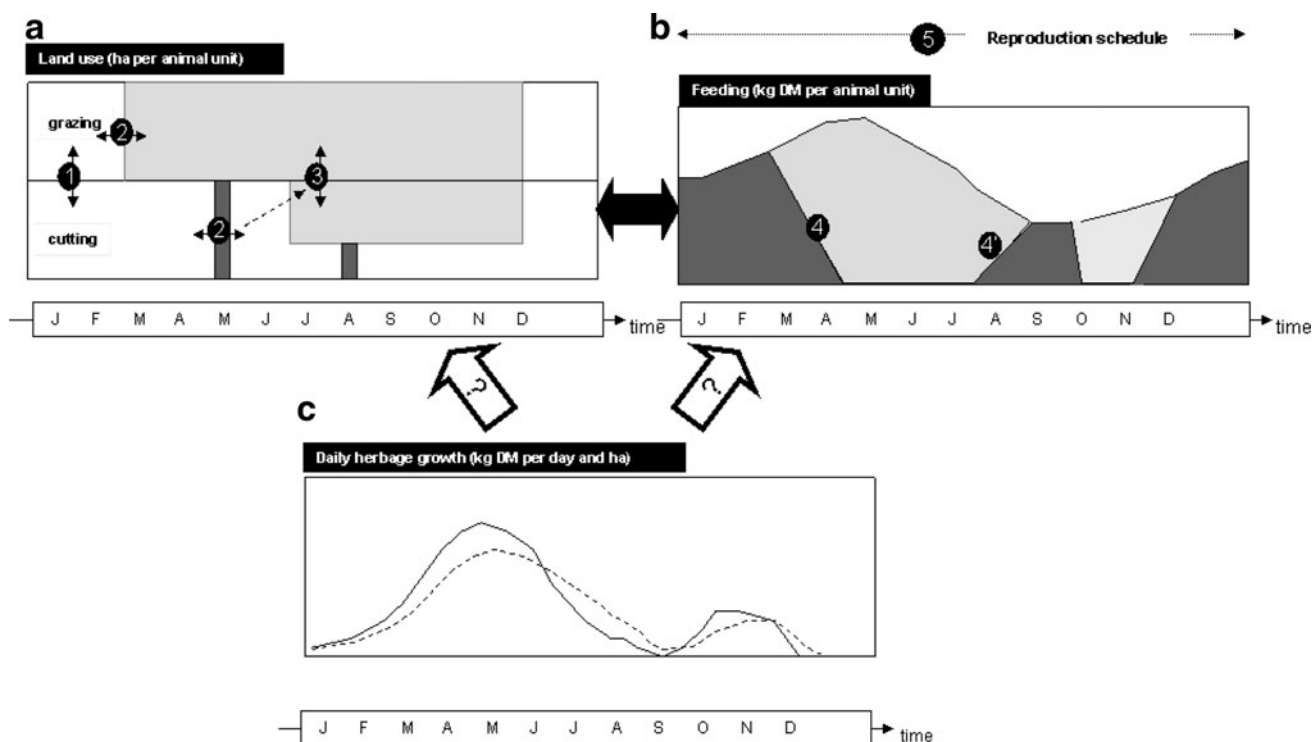 a
Land use (ha per animal unit)
grazing
2
1
3
2
cutting
J F M A M J J A S O N D
time
b
5 Reproduction schedule
Feeding (kg DM per animal unit)
4
4'
J F M A M J J A S O N D
time
?
?
c
Daily herbage growth (kg DM per day and ha)
J F M A M J J A S O N D
time